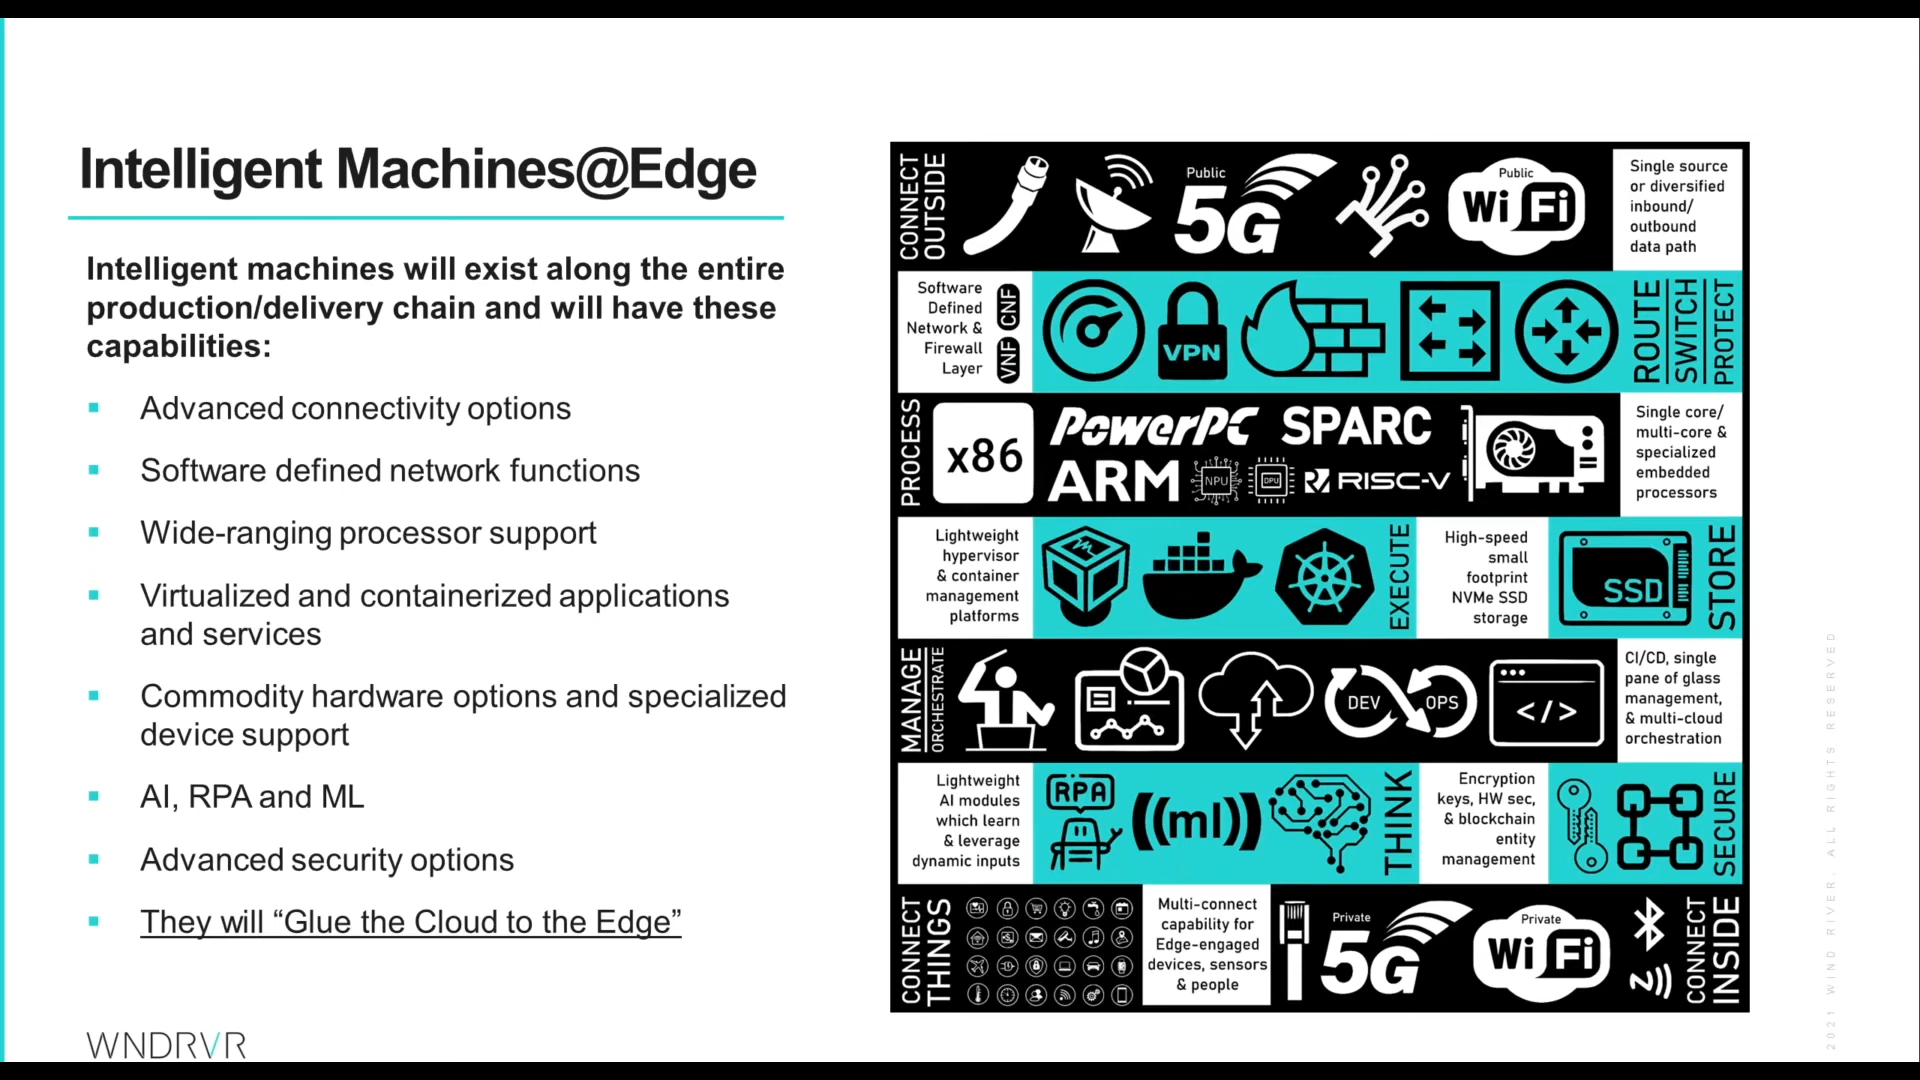 Intelligent Machines@Edge
Intelligent machines will exist along the entire
production/delivery chain and will have these
capabilities:
Advanced connectivity options
Software defined network functions
Wide-ranging processor support
Virtualized and containerized applications
and services
Commodity hardware options and specialized
device support
AI, RPA and ML
Advanced security options
They will “Glue the Cloud to the Edge”
WNDRVR
CONNECT
OUTSIDE
Public
5G
Public
Wi Fi
Single source
or diversified
inbound/
outbound
data path
Software
Defined
Network &
Firewall
Layer
CNF
VNF
VPN
ROUTE
SWITCH
PROTECT
PROCESS
x86
PowerPC
SPARC
ARM
NPU
DPU
RISC-V
Single core/
multi-core &
specialized
embedded
processors
Lightweight
hypervisor
& container
management
platforms
EXECUTE
High-speed
small
footprint
NVMe SSD
storage
SSD
STORE
MANAGE
ORCHESTRATE
DEV
OPS
</>
CI/CD, single
pane of glass
management,
& multi-cloud
orchestration
Lightweight
AI modules
which learn
& leverage
dynamic inputs
RPA
((ml))
THINK
Encryption
keys, HW sec,
& blockchain
entity
management
SECURE
CONNECT
THINGS
Multi-connect
capability for
Edge-engaged
devices, sensors
& people
Private
5G
Private
Wi Fi
CONNECT
INSIDE
2021 WIND RIVER. ALL RIGHTS RESERVED